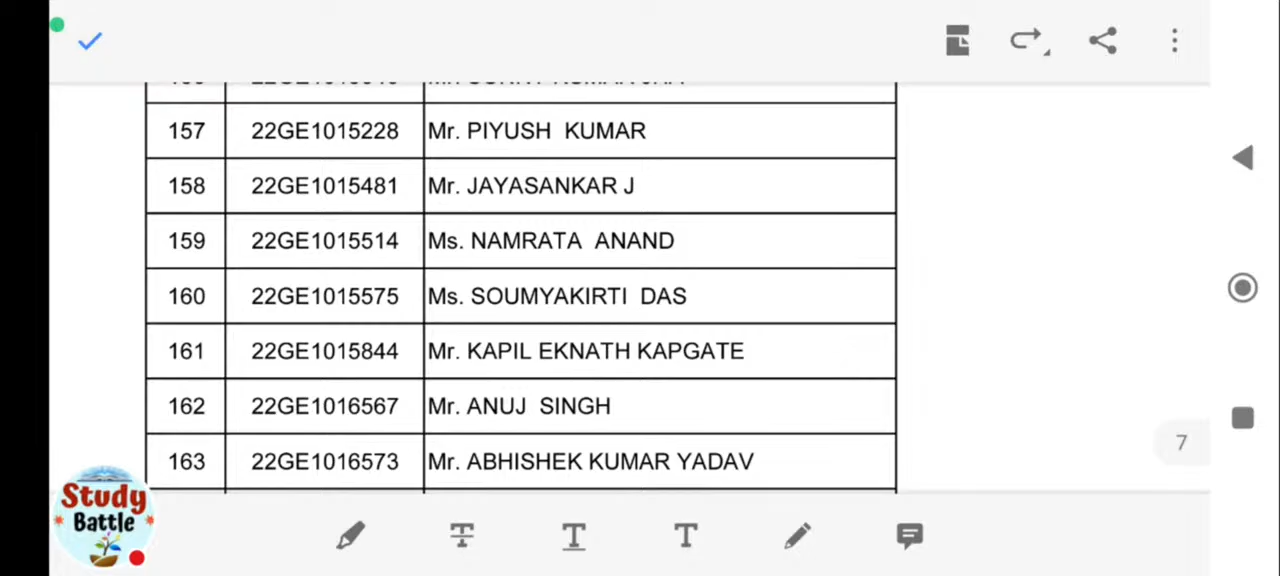 157 22GE1015228 Mr. PIYUSH KUMAR
158 22GE1015481 Mr. JAYASANKAR J
159 22GE1015514 Ms. NAMRATA ANAND
160 22GE1015575 Ms. SOUMYAKIRTI DAS
161 22GE1015844 Mr. KAPIL EKNATH KAPGATE
162 22GE1016567 Mr. ANUJ SINGH
163 22GE1016573 Mr. ABHISHEK KUMAR YADAV
7
Study
Battle
T T T